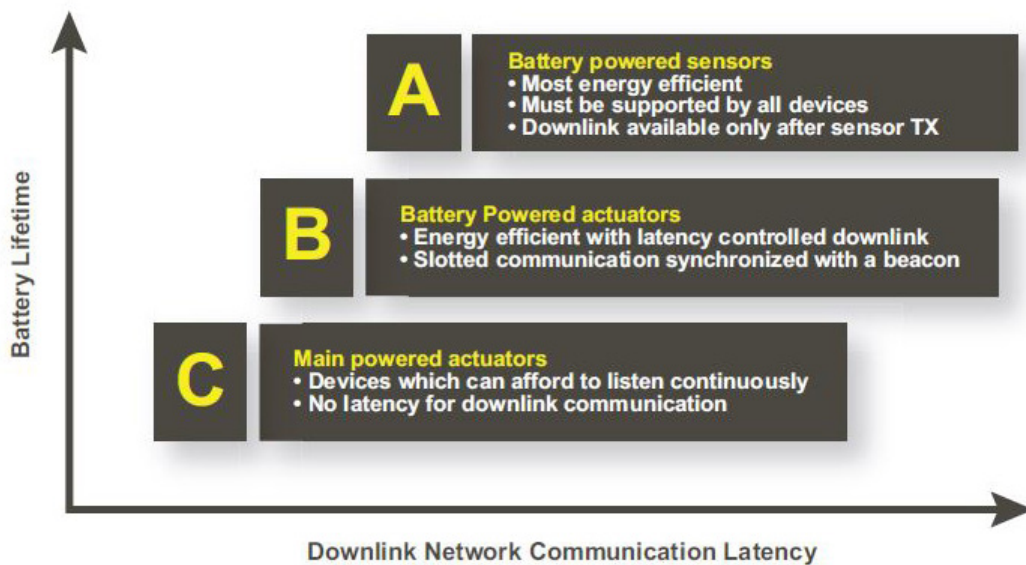 Battery Lifetime
A
Battery powered sensors
• Most energy efficient
• Must be supported by all devices
• Downlink available only after sensor TX
B
Battery Powered actuators
• Energy efficient with latency controlled downlink
• Slotted communication synchronized with a beacon
C
Main powered actuators
• Devices which can afford to listen continuously
• No latency for downlink communication
Downlink Network Communication Latency